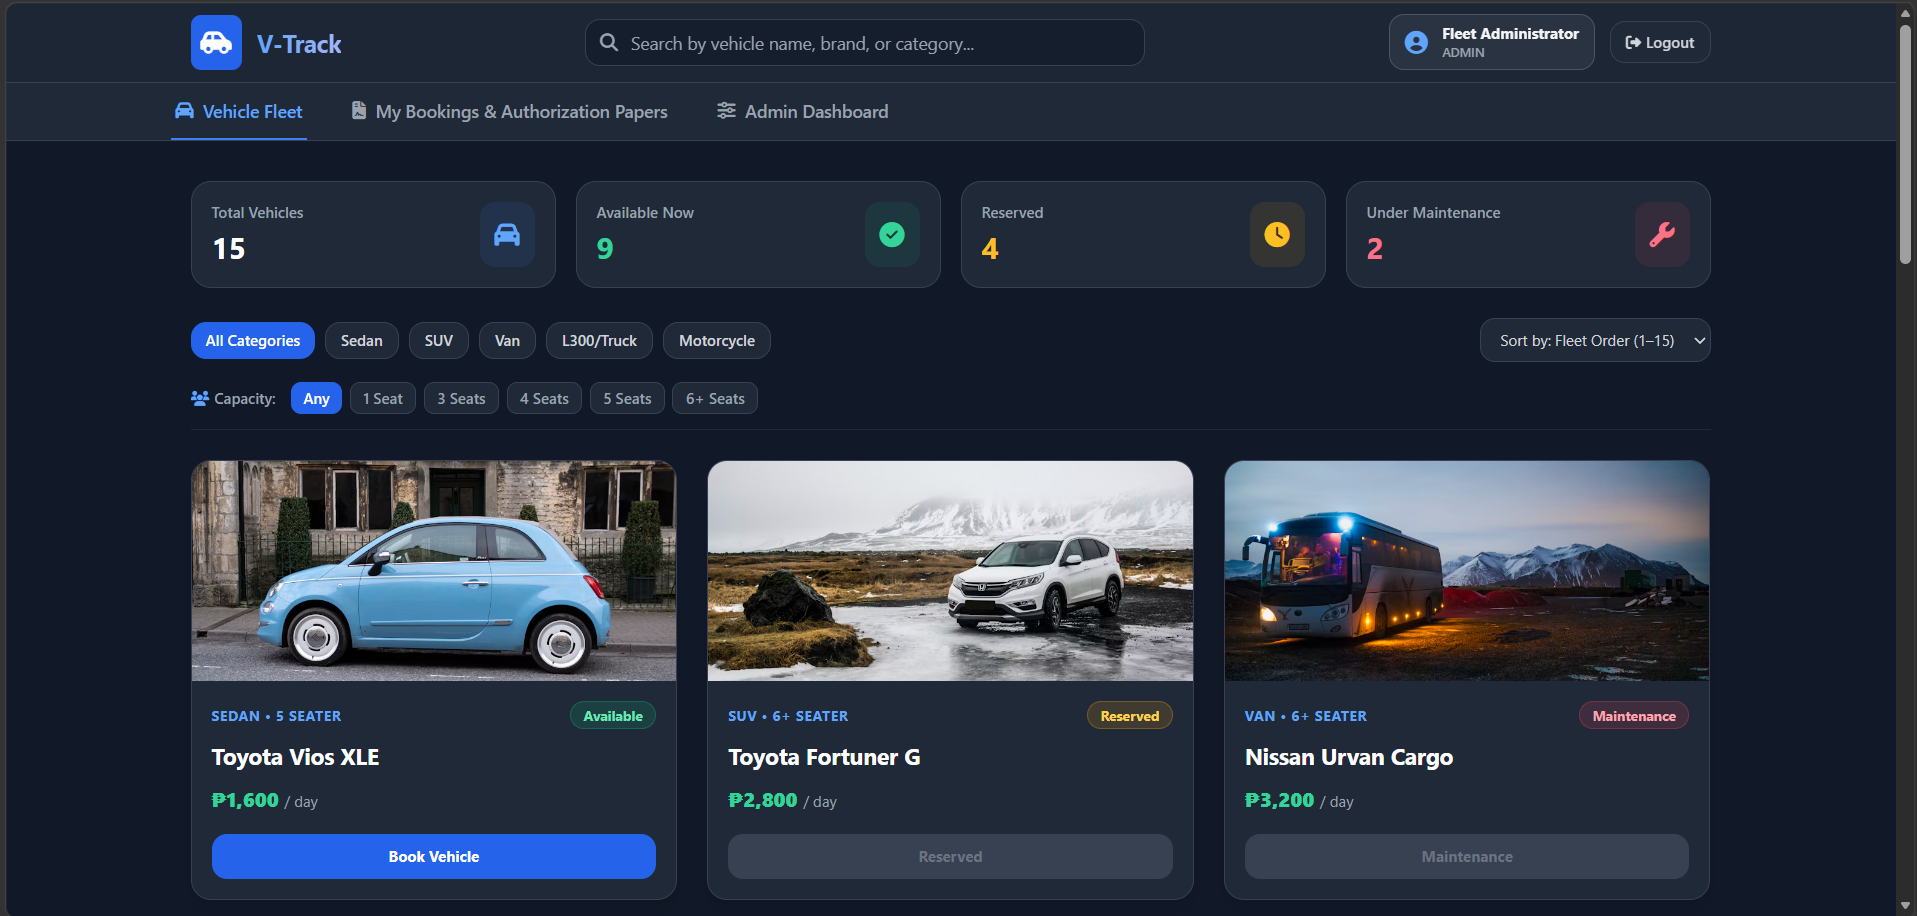 V-Track
Search by vehicle name, brand, or category...
Fleet Administrator
ADMIN
Logout
Vehicle Fleet
My Bookings & Authorization Papers
Admin Dashboard
Total Vehicles
15
Available Now
9
Reserved
4
Under Maintenance
2
All Categories
Sedan
SUV
Van
L300/Truck
Motorcycle
Sort by: Fleet Order (1–15)
Capacity:
Any
1 Seat
3 Seats
4 Seats
5 Seats
6+ Seats
SEDAN • 5 SEATER
Available
Toyota Vios XLE
₱1,600 / day
Book Vehicle
SUV • 6+ SEATER
Reserved
Toyota Fortuner G
₱2,800 / day
Reserved
VAN • 6+ SEATER
Maintenance
Nissan Urvan Cargo
₱3,200 / day
Maintenance